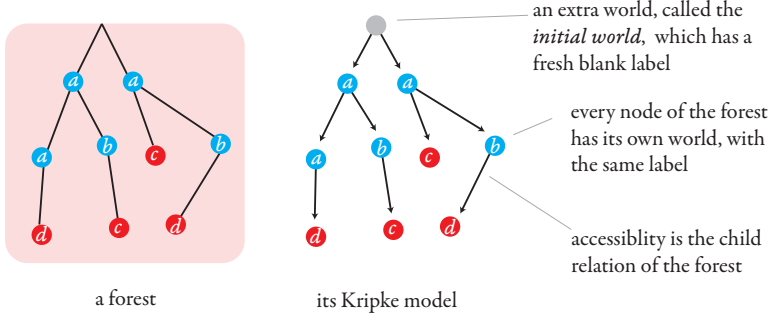 an extra world, called the
initial world, which has a
fresh blank label
a
a
a
b
c
b
d
c
d
a
a
a
b
c
b
d
c
d
every node of the forest
has its own world, with
the same label
accessiblity is the child
relation of the forest
a forest
its Kripke model